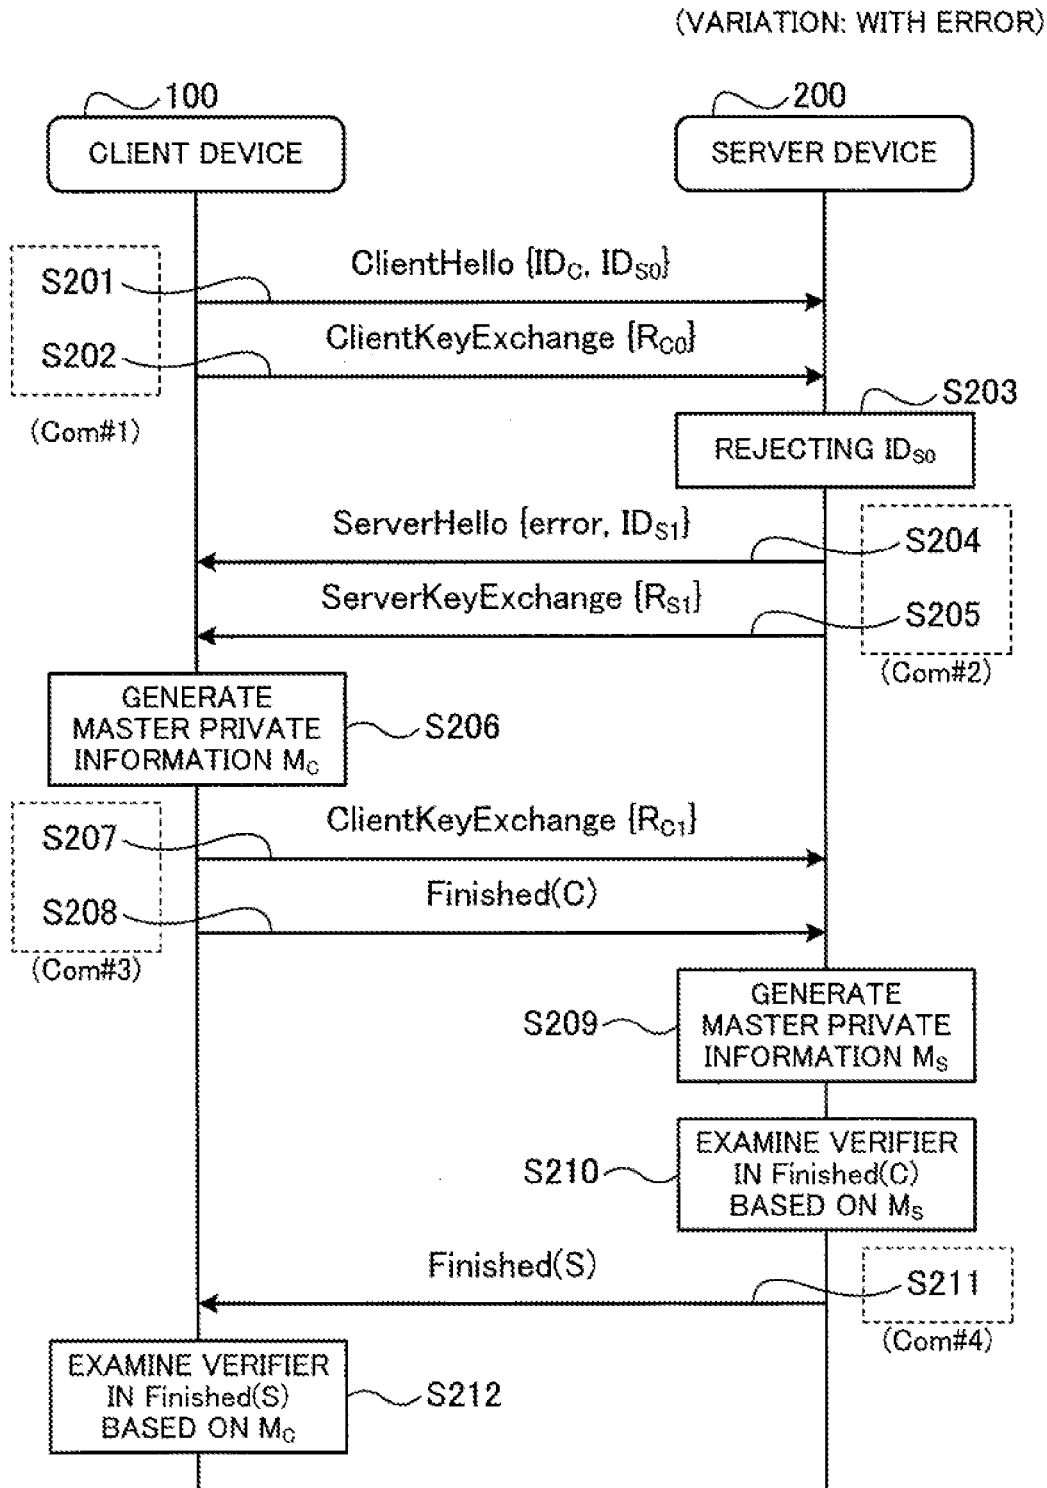 (VARIATION: WITH ERROR)
100
200
CLIENT DEVICE
SERVER DEVICE
ClientHello {IDC, IDS0}
S201
ClientKeyExchange {RC0}
S202
(Com#1)
S203
REJECTING IDS0
ServerHello {error, IDS1}
S204
ServerKeyExchange {RS1}
S205
(Com#2)
GENERATE
MASTER PRIVATE
INFORMATION MC
S206
ClientKeyExchange {RC1}
S207
Finished(C)
S208
(Com#3)
S209
GENERATE
MASTER PRIVATE
INFORMATION MS
S210
EXAMINE VERIFIER
IN Finished(C)
BASED ON MS
Finished(S)
S211
(Com#4)
EXAMINE VERIFIER
IN Finished(S)
BASED ON MC
S212